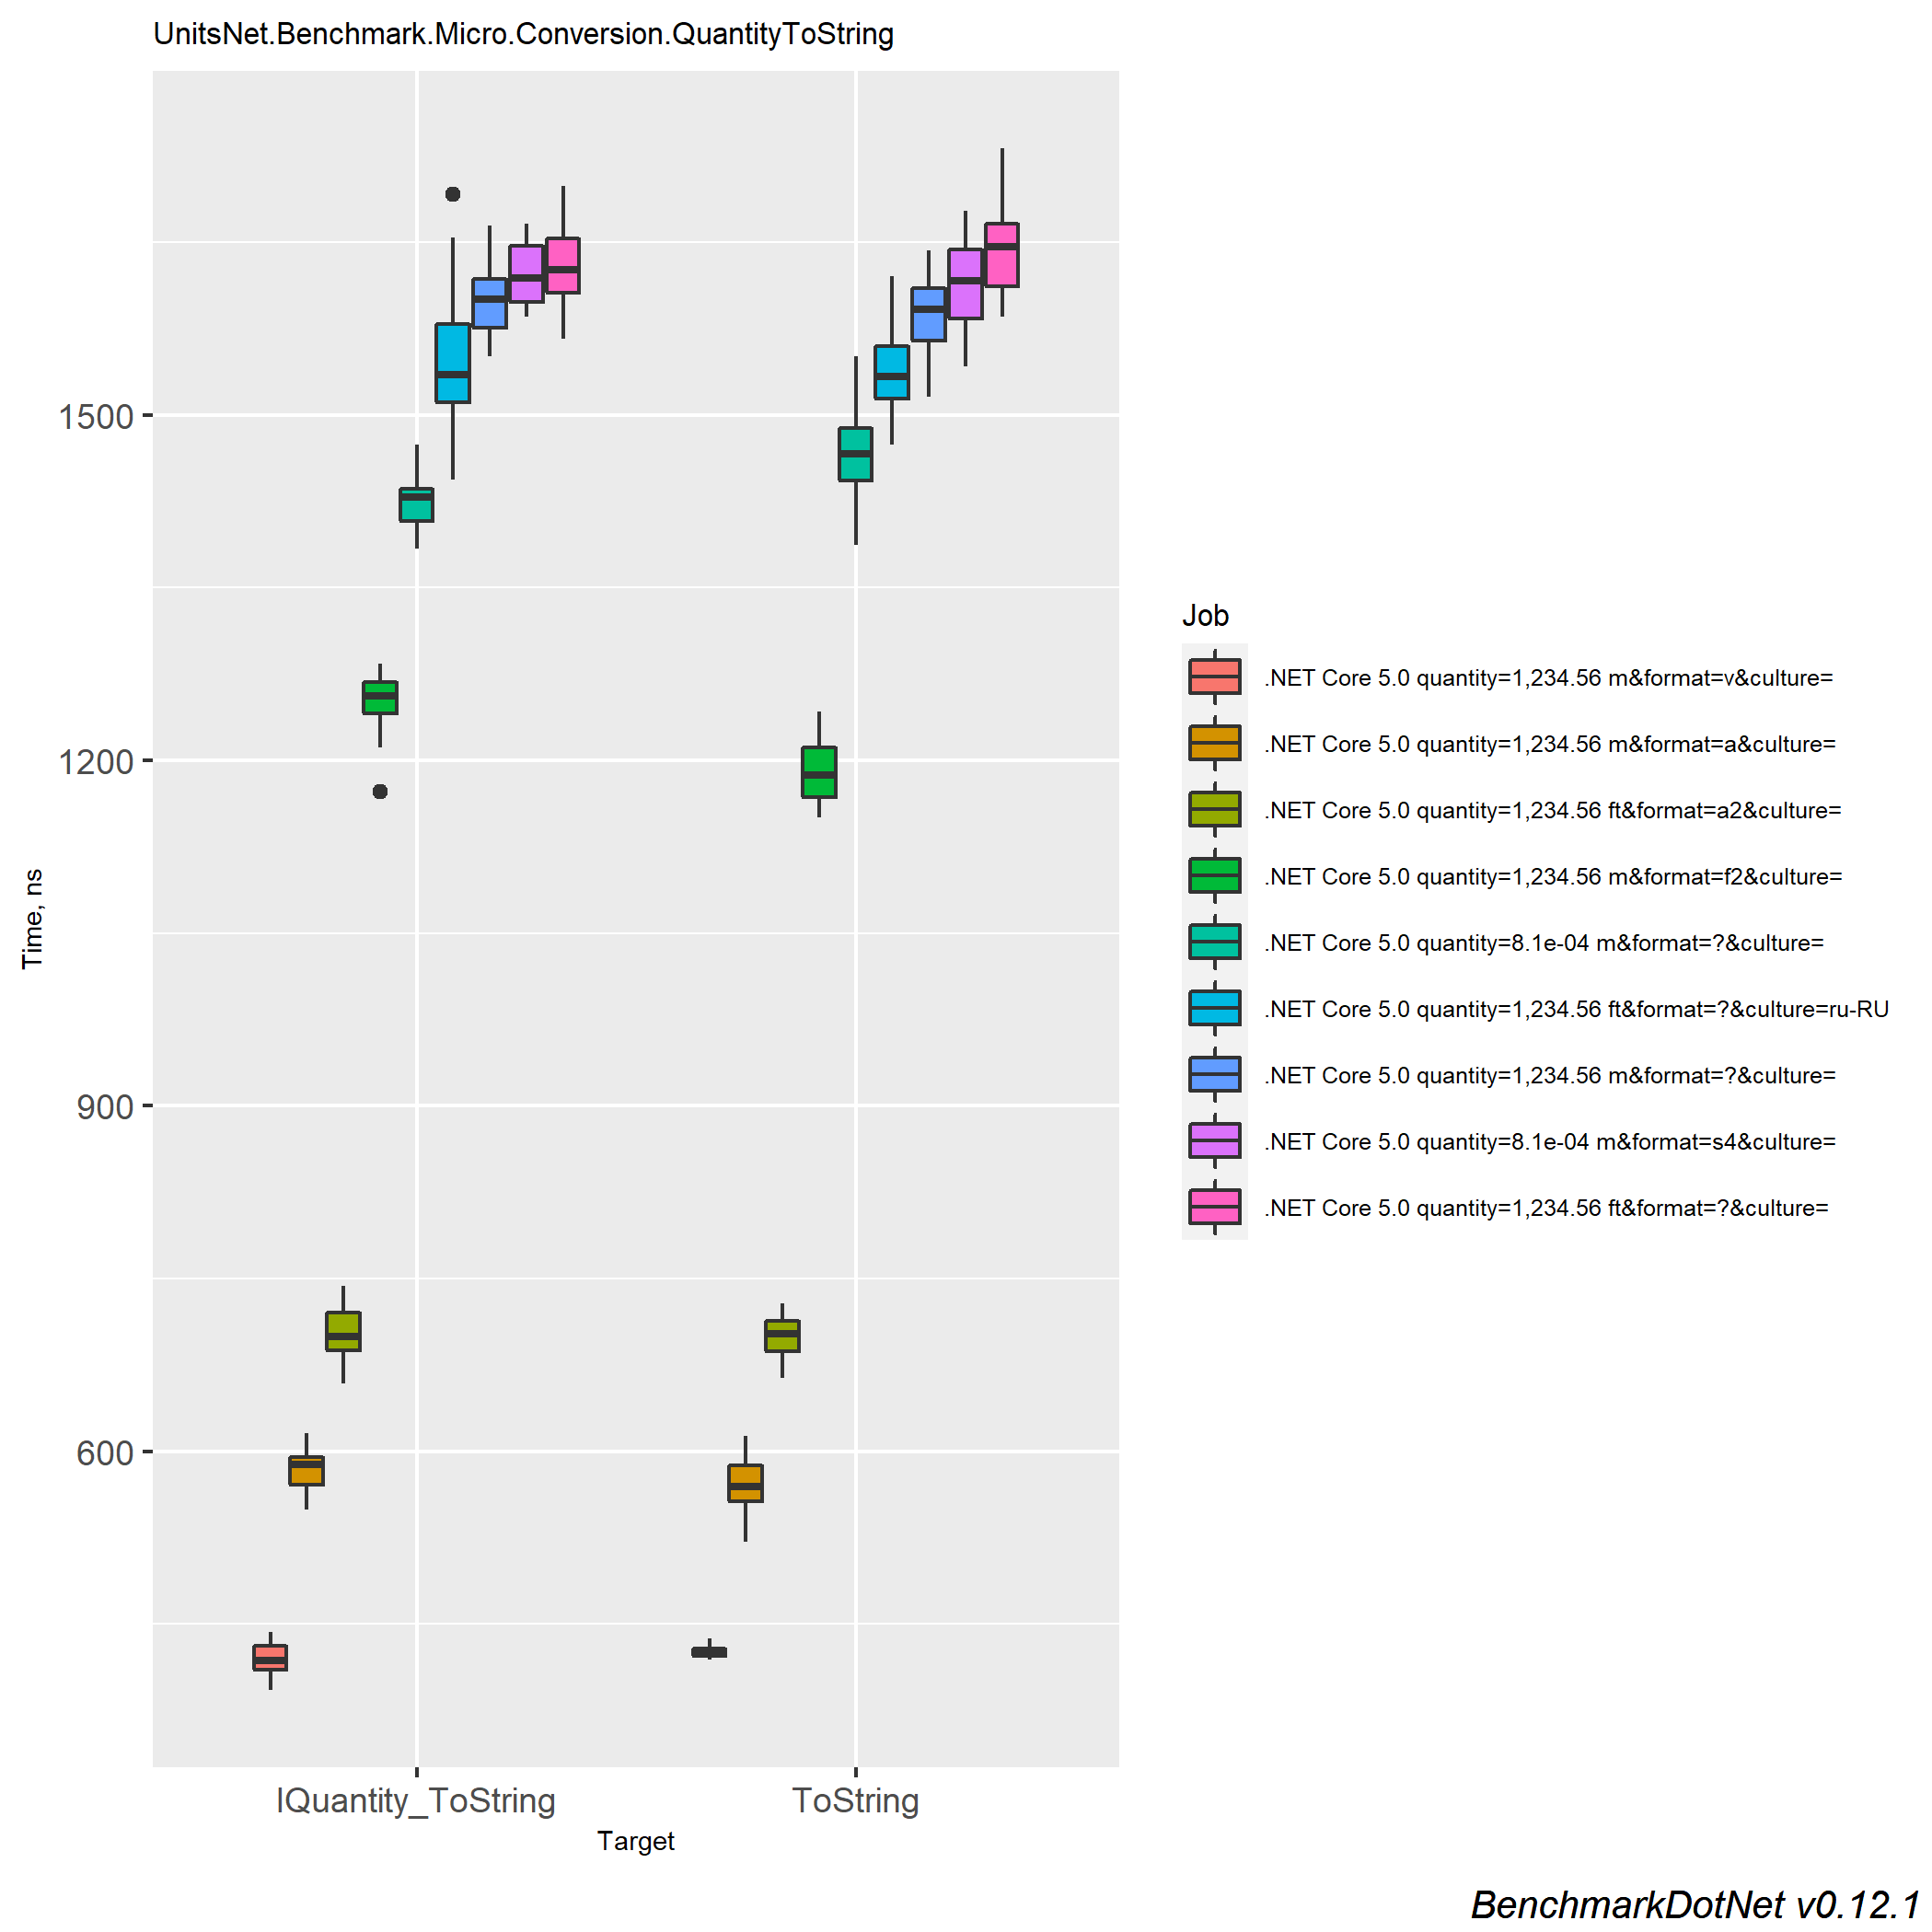 UnitsNet.Benchmark.Micro.Conversion.QuantityToString
1500
1200
900
600
Time, ns
IQuantity_ToString
ToString
Target
Job
.NET Core 5.0 quantity=1,234.56 m&format=v&culture=
.NET Core 5.0 quantity=1,234.56 m&format=a&culture=
.NET Core 5.0 quantity=1,234.56 ft&format=a2&culture=
.NET Core 5.0 quantity=1,234.56 m&format=f2&culture=
.NET Core 5.0 quantity=8.1e-04 m&format=?&culture=
.NET Core 5.0 quantity=1,234.56 ft&format=?&culture=ru-RU
.NET Core 5.0 quantity=1,234.56 m&format=?&culture=
.NET Core 5.0 quantity=8.1e-04 m&format=s4&culture=
.NET Core 5.0 quantity=1,234.56 ft&format=?&culture=
BenchmarkDotNet v0.12.1